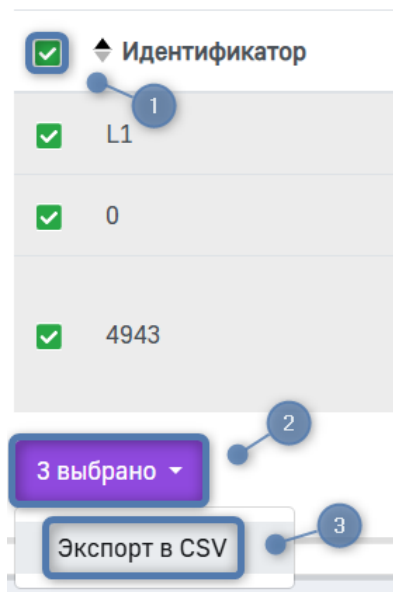 Идентификатор
1
L1
0
4943
2
3 выбрано
3
Экспорт в CSV